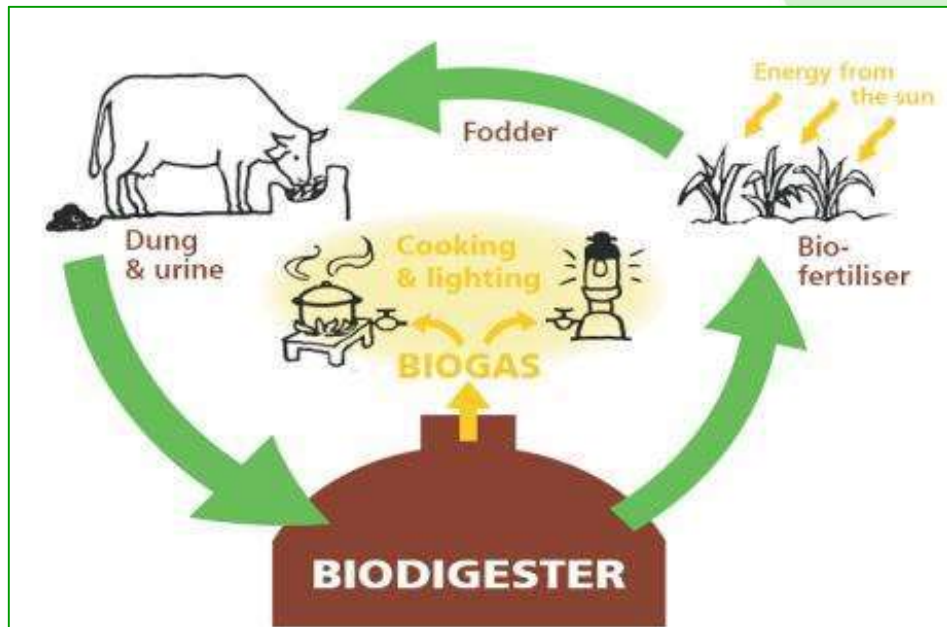 Energy from
the sun
Fodder
Dung
& urine
Cooking
& lighting
Bio-
fertiliser
BIOGAS
BIODIGESTER